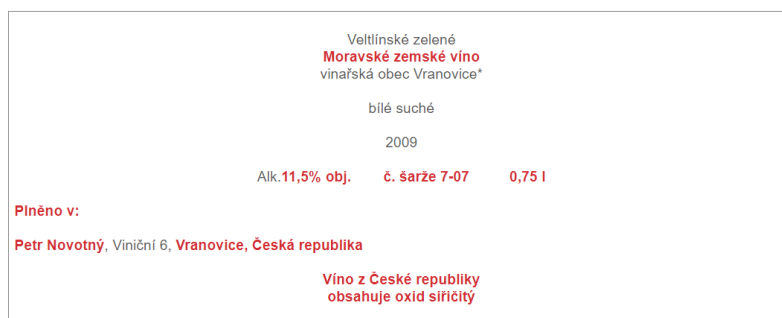 Veltlínské zelené
Moravské zemské víno
vinařská obec Vranovice*
bílé suché
2009
Alk.11,5% obj. č. šarže 7-07 0,75 l
Plněno v:
Petr Novotný, Viniční 6, Vranovice, Česká republika
Víno z České republiky
obsahuje oxid siřičitý